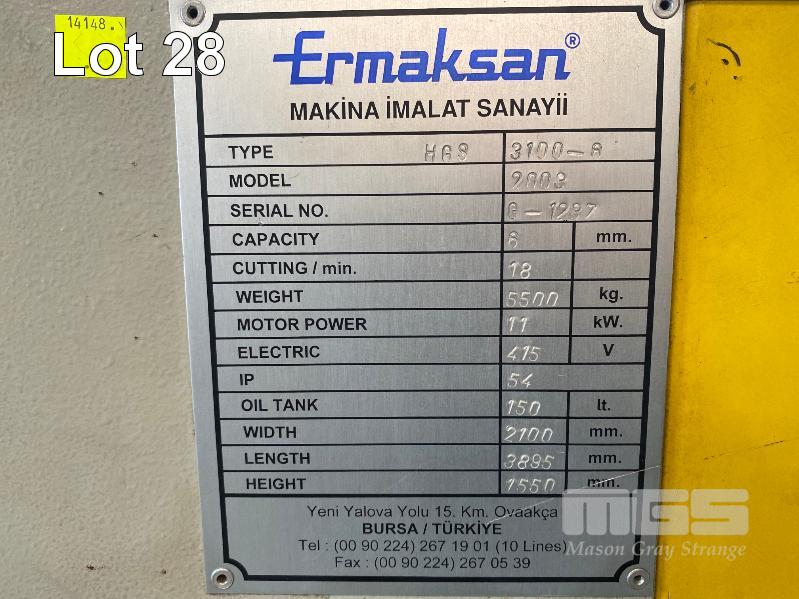 14148.
Lot 28
Ermaksan®
MAKİNA İMALAT SANAYİİ
TYPE HGS 3100-6
MODEL 2003
SERIAL NO. G-1297
CAPACITY 6 mm.
CUTTING / min. 18
WEIGHT 5500 kg.
MOTOR POWER 11 kW.
ELECTRIC 415 V
IP 54
OIL TANK 150 lt.
WIDTH 2100 mm.
LENGTH 3895 mm.
HEIGHT 1550 mm.
Yeni Yalova Yolu 15. Km. Ovaakça
BURSA / TÜRKİYE
Tel : (00 90 224) 267 19 01 (10 Lines)
Fax : (00 90 224) 267 05 39
MGS
Mason Gray Strange